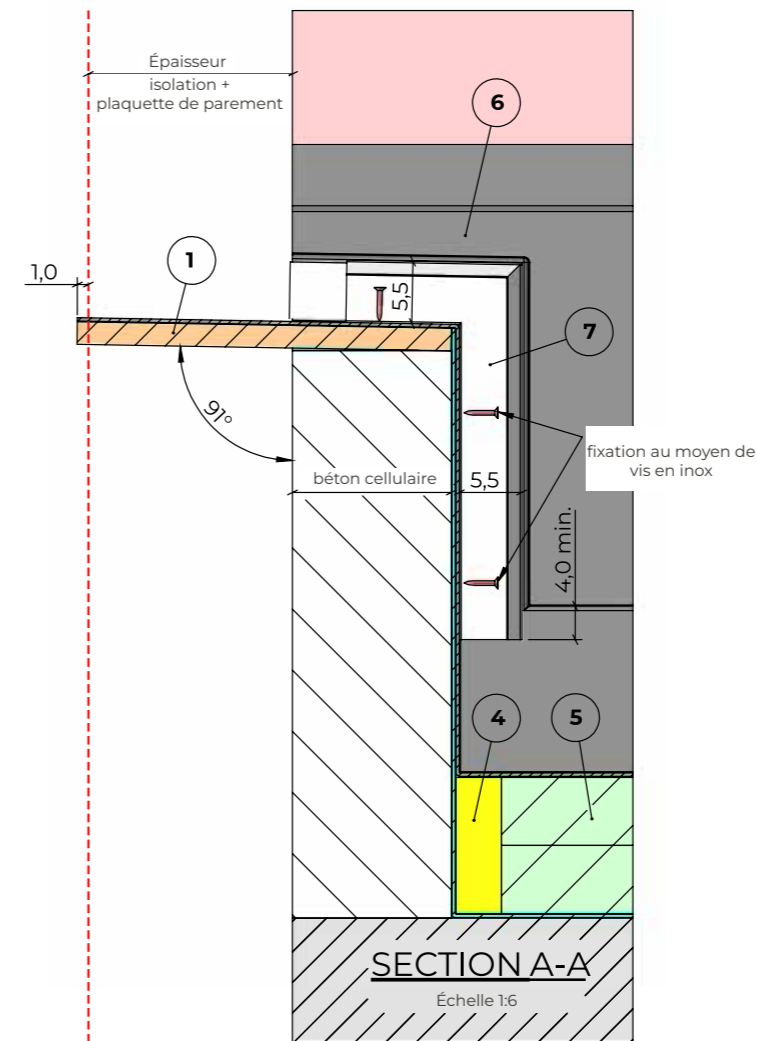 Épaisseur
isolation +
plaquette de parement
6
1,0
1
5,5
7
91°
fixation au moyen de
vis en inox
béton cellulaire
5,5
4,0 min.
4
5
SECTION A-A
Échelle 1:6